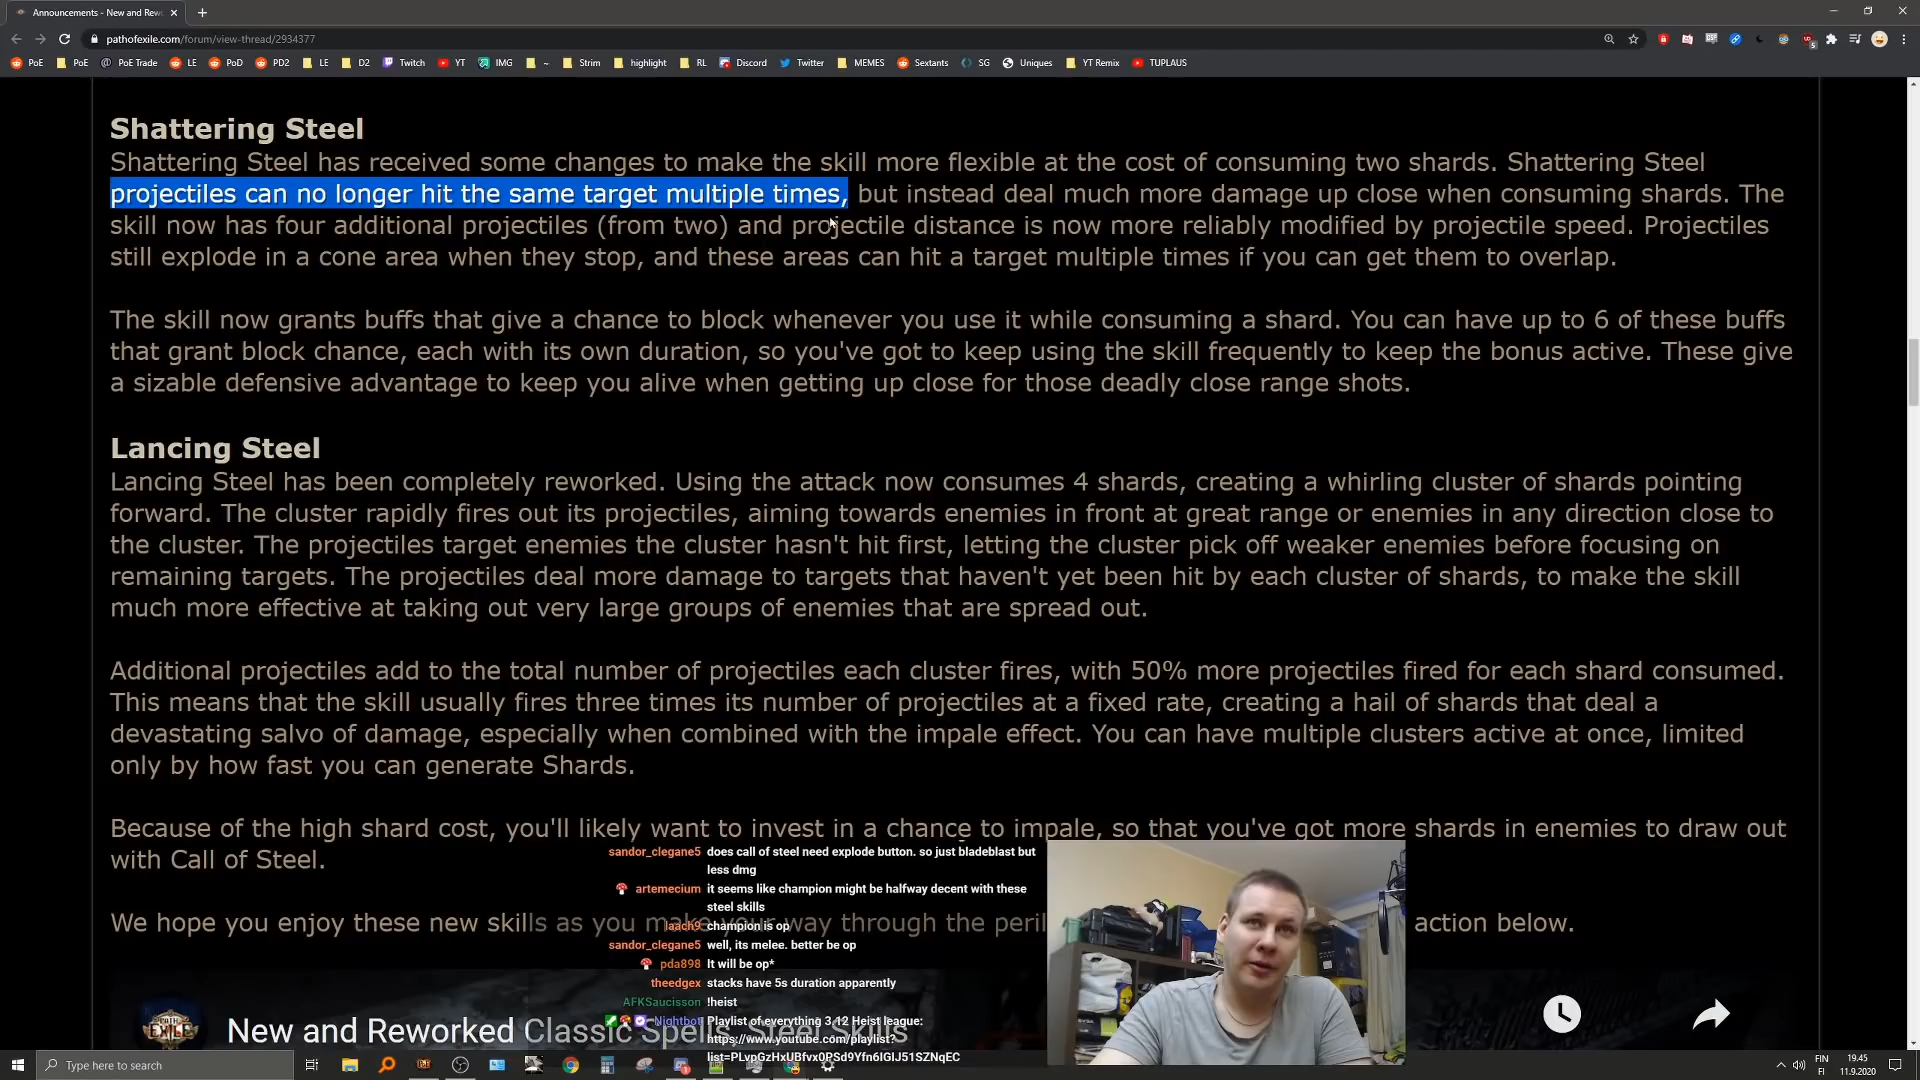 Announcements - New and Rew
pathofexile.com/forum/view-thread/2934377
PoE PoE PoE Trade LE PoD PD2 LE D2 Twitch YT IMG ~ Strim highlight RL Discord Twitter MEMES Sextants SG Uniques YT Remix TUPLAUS
Shattering Steel
Shattering Steel has received some changes to make the skill more flexible at the cost of consuming two shards. Shattering Steel
projectiles can no longer hit the same target multiple times, but instead deal much more damage up close when consuming shards. The
skill now has four additional projectiles (from two) and projectile distance is now more reliably modified by projectile speed. Projectiles
still explode in a cone area when they stop, and these areas can hit a target multiple times if you can get them to overlap.
The skill now grants buffs that give a chance to block whenever you use it while consuming a shard. You can have up to 6 of these buffs
that grant block chance, each with its own duration, so you've got to keep using the skill frequently to keep the bonus active. These give
a sizable defensive advantage to keep you alive when getting up close for those deadly close range shots.
Lancing Steel
Lancing Steel has been completely reworked. Using the attack now consumes 4 shards, creating a whirling cluster of shards pointing
forward. The cluster rapidly fires out its projectiles, aiming towards enemies in front at great range or enemies in any direction close to
the cluster. The projectiles target enemies the cluster hasn't hit first, letting the cluster pick off weaker enemies before focusing on
remaining targets. The projectiles deal more damage to targets that haven't yet been hit by each cluster of shards, to make the skill
much more effective at taking out very large groups of enemies that are spread out.
Additional projectiles add to the total number of projectiles each cluster fires, with 50% more projectiles fired for each shard consumed.
This means that the skill usually fires three times its number of projectiles at a fixed rate, creating a hail of shards that deal a
devastating salvo of damage, especially when combined with the impale effect. You can have multiple clusters active at once, limited
only by how fast you can generate Shards.
Because of the high shard cost, you'll likely want to invest in a chance to impale, so that you've got more shards in enemies to draw out
with Call of Steel.
sandor_clegane5 does call of steel need explode button. so just bladeblast but
less dmg
artemecium it seems like champion might be halfway decent with these
steel skills
We hope you enjoy these new skills as you make your way through the peril action below.
laach9 champion is op
sandor_clegane5 well, its melee. better be op
pda898 It will be op*
theedgex stacks have 5s duration apparently
AFKSaucisson !heist
Nightbot Playlist of everything 3.12 Heist league:
https://www.youtube.com/playlist?
list=PLvpGzHxUBfvx0PSd9Yfn6IGIJ51SZNqEC
PATH EXILE
New and Reworked Classic Spells, Steel Skills
Type here to search
FIN
FI
19.45
11.9.2020